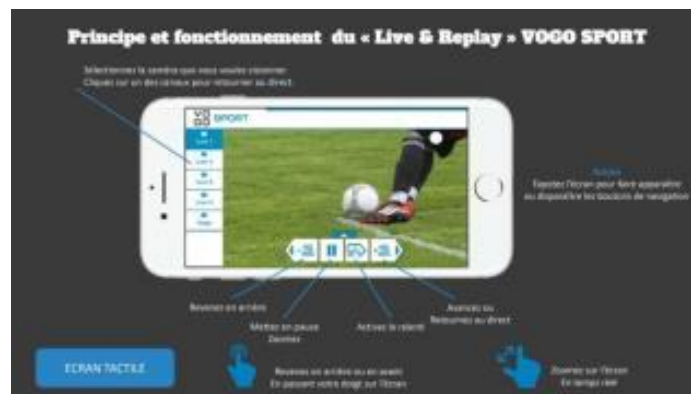 Principe et fonctionnement du « Live & Replay » VOGO SPORT
Sélectionnez la caméra que vous voulez visionner
Cliquez sur un des canaux pour retourner au direct
VOGO SPORT
Tapotez l'écran pour faire apparaître
ou disparaître les boutons de navigation
Revenez en arrière
Mettez en pause
Zoomez
Activez le ralenti
Avancez ou
Retournez au direct
ECRAN TACTILE
Revenez en arrière ou en avant
En passant votre doigt sur l'écran
Zoomez sur l'écran
En temps réel